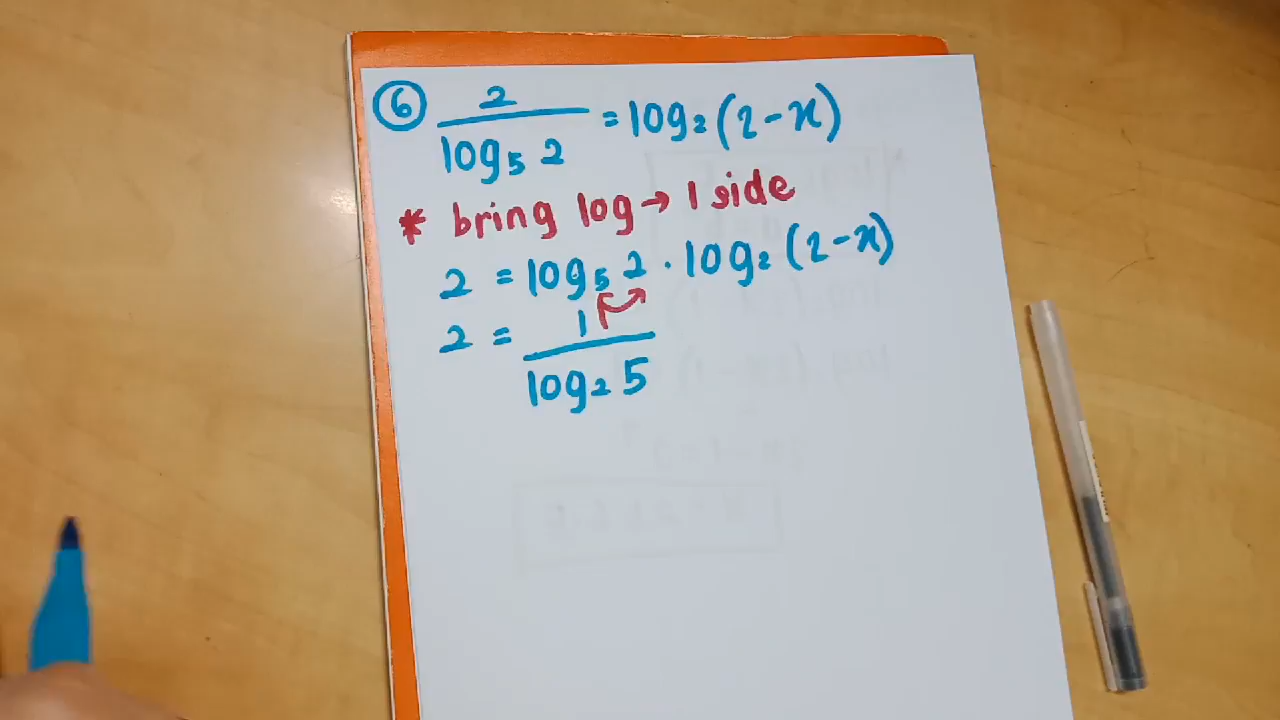 ⑥ 2 / log₅ 2 = log₂ (2-x)
* bring log → 1 side
2 = log₅ 2 · log₂ (2-x)
2 = 1 / log₂ 5